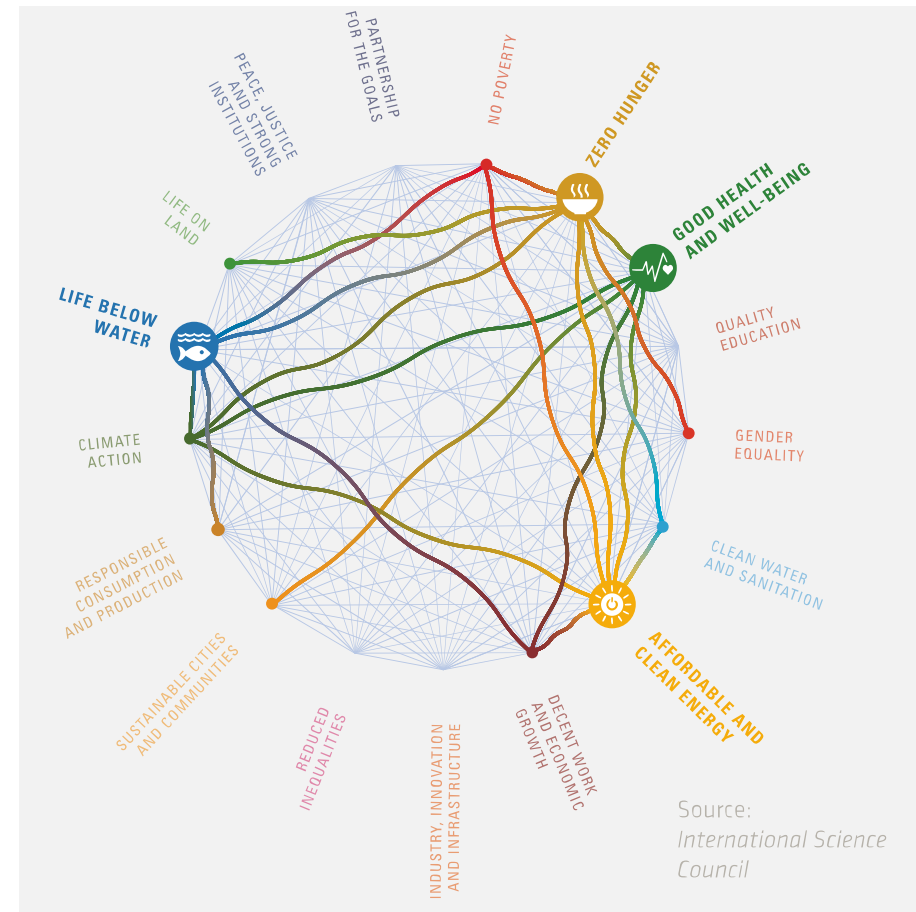 NO POVERTY
ZERO HUNGER
GOOD HEALTH
AND WELL-BEING
QUALITY
EDUCATION
GENDER
EQUALITY
CLEAN WATER
AND SANITATION
AFFORDABLE AND
CLEAN ENERGY
DECENT WORK
AND ECONOMIC
GROWTH
INDUSTRY, INNOVATION
AND INFRASTRUCTURE
REDUCED
INEQUALITIES
SUSTAINABLE CITIES
AND COMMUNITIES
RESPONSIBLE
CONSUMPTION
AND PRODUCTION
CLIMATE
ACTION
LIFE BELOW
WATER
LIFE ON
LAND
PEACE, JUSTICE
AND STRONG
INSTITUTIONS
PARTNERSHIP
FOR THE GOALS
Source:
International Science
Council